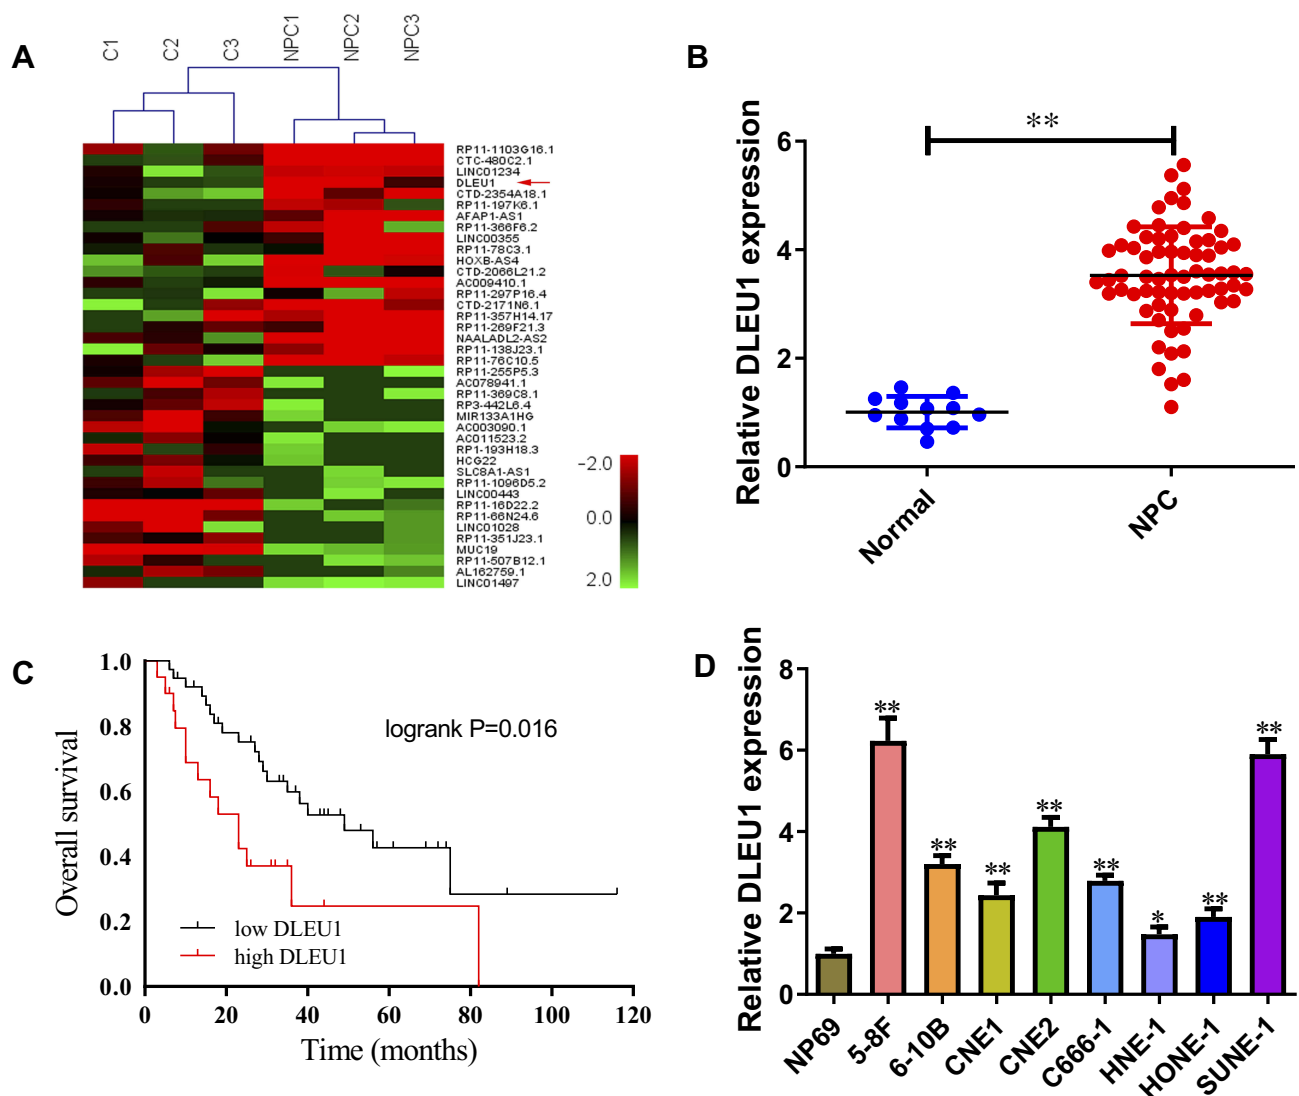 A
C1
C2
C3
NPC1
NPC2
NPC3
RP11-1103G16.1
CTC-480C2.1
LINC01234
DLEU1
CTD-2354A18.1
RP11-197K6.1
AFAP1-AS1
RP11-366F6.2
LINC00355
RP11-78C3.1
HOXB-AS4
CTD-2066L21.2
AC009410.1
RP11-297P16.4
CTD-2171N6.1
RP11-357H14.17
RP11-269F21.3
NAALADL2-AS2
RP11-138J23.1
RP11-76C10.5
RP11-255P5.3
AC078941.1
RP11-369C8.1
RP3-442L6.4
MIR133A1HG
AC003090.1
AC011523.2
RP1-193H18.3
HCG22
SLC8A1-AS1
RP11-1096D5.2
LINC00443
RP11-16D22.2
RP11-66N24.6
LINC01028
RP11-351J23.1
MUC19
RP11-507B12.1
AL162759.1
LINC01497
−2.0
0.0
2.0
B
Relative DLEU1 expression
6
4
2
0
**
Normal
NPC
C
Overall survival
1.0
0.8
0.6
0.4
0.2
0.0
logrank P=0.016
low DLEU1
high DLEU1
0
20
40
60
80
100
120
Time (months)
D
Relative DLEU1 expression
8
6
4
2
0
**
**
**
**
**
*
**
**
NP69
5-8F
6-10B
CNE1
CNE2
C666-1
HNE-1
HONE-1
SUNE-1